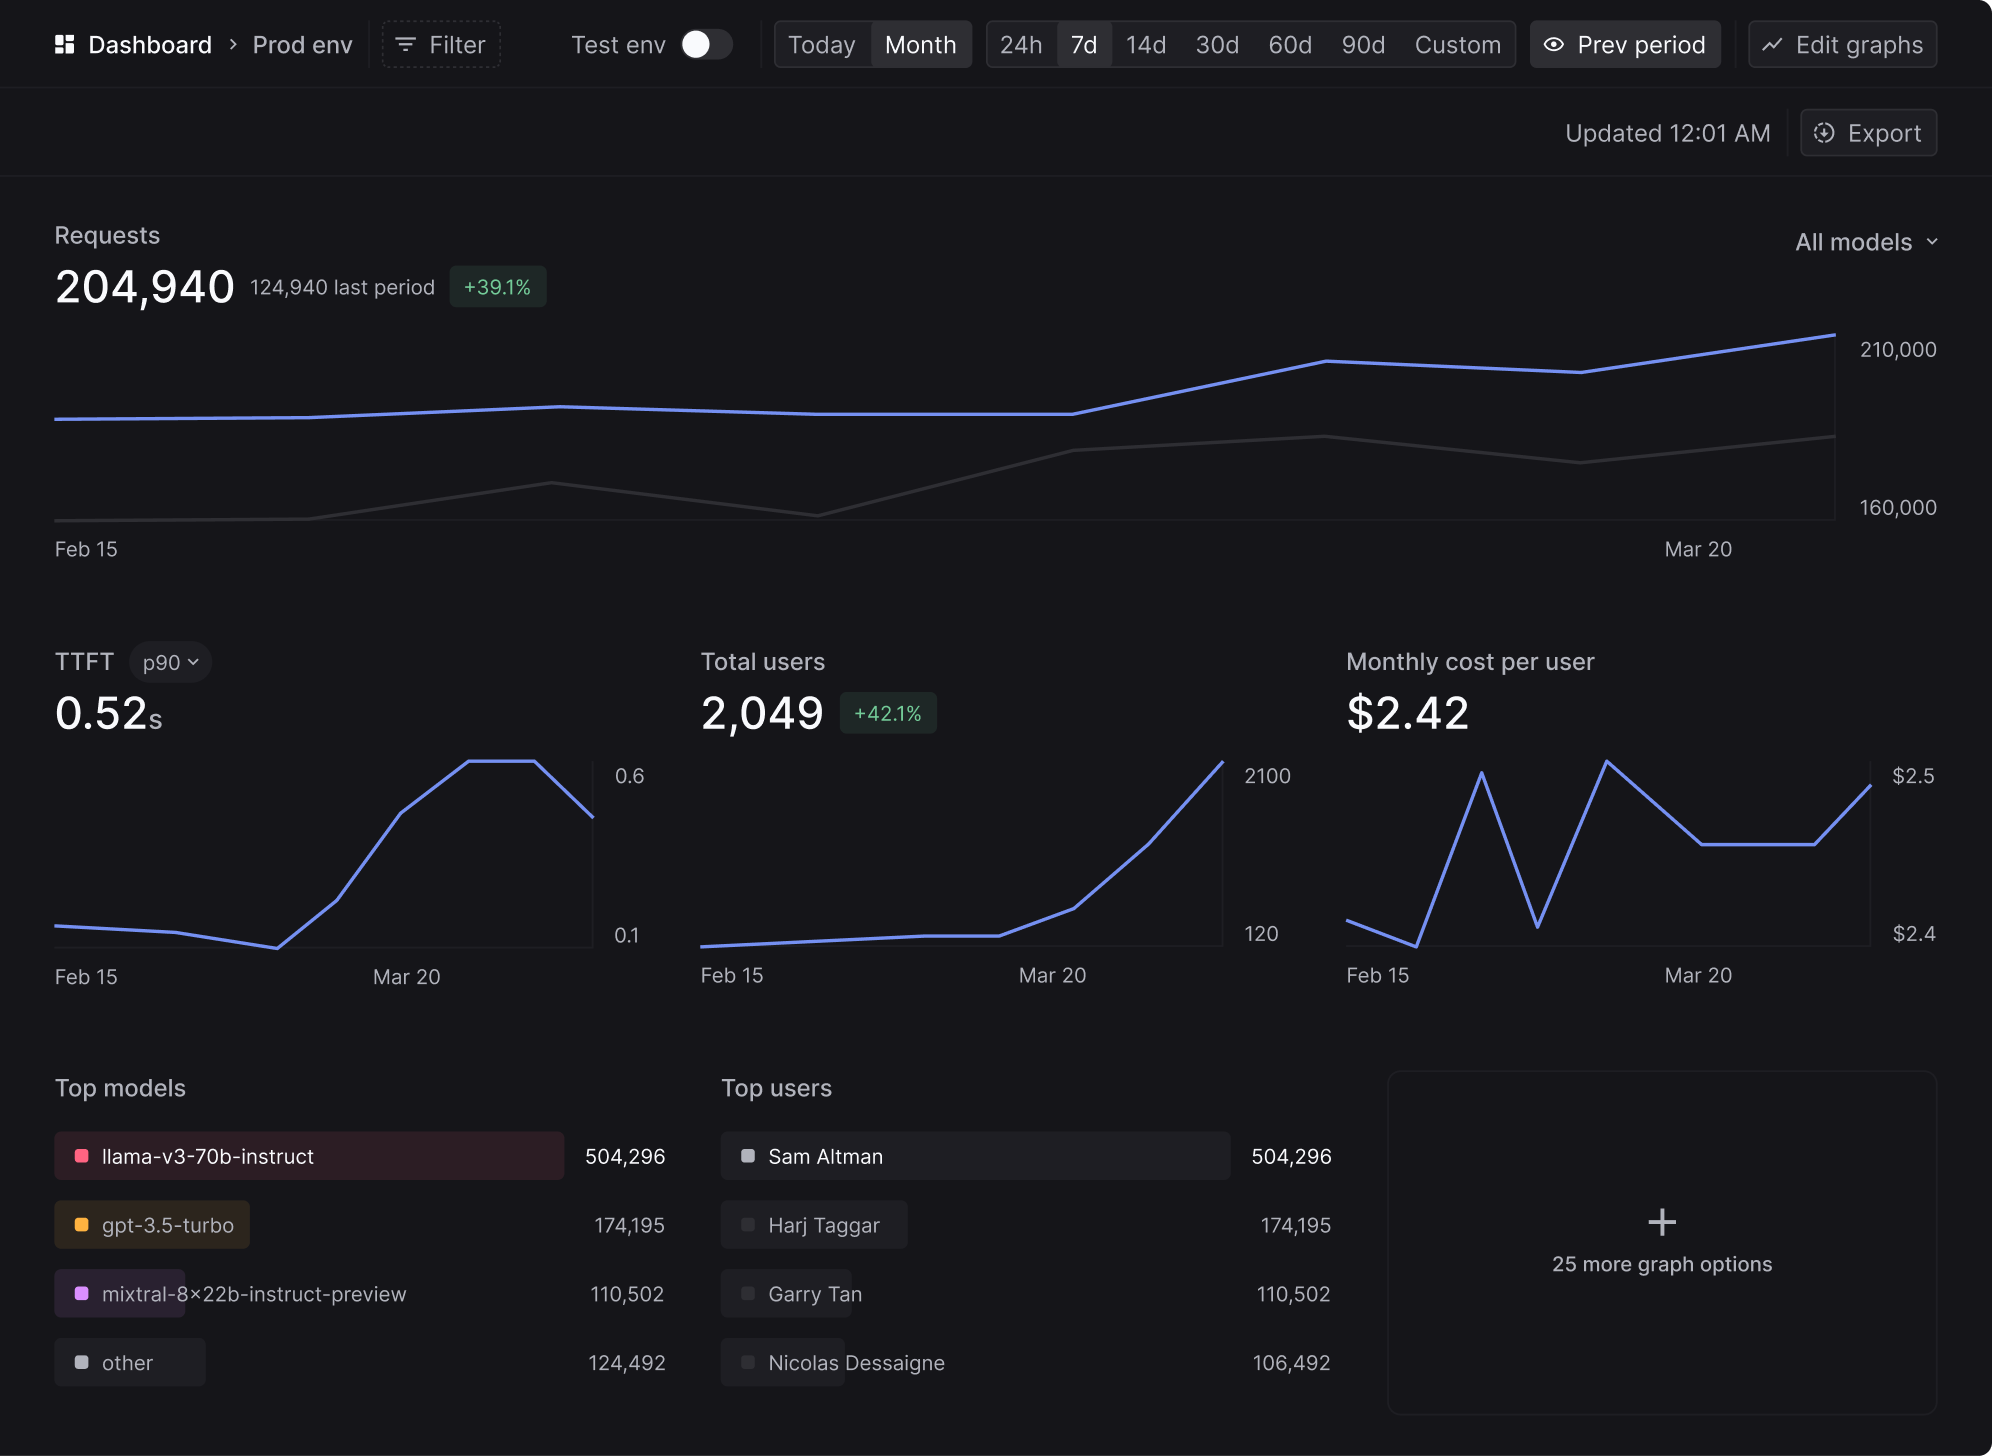 Dashboard > Prod env Filter Test env Today Month 24h 7d 14d 30d 60d 90d Custom Prev period Edit graphs
Updated 12:01 AM Export
Requests
All models
204,940 124,940 last period +39.1%
210,000
160,000
Feb 15 Mar 20
TTFT p90
0.52s
0.6
0.1
Feb 15 Mar 20
Total users
2,049 +42.1%
2100
120
Feb 15 Mar 20
Monthly cost per user
$2.42
$2.5
$2.4
Feb 15 Mar 20
Top models
llama-v3-70b-instruct 504,296
gpt-3.5-turbo 174,195
mixtral-8×22b-instruct-preview 110,502
other 124,492
Top users
Sam Altman 504,296
Harj Taggar 174,195
Garry Tan 110,502
Nicolas Dessaigne 106,492
25 more graph options